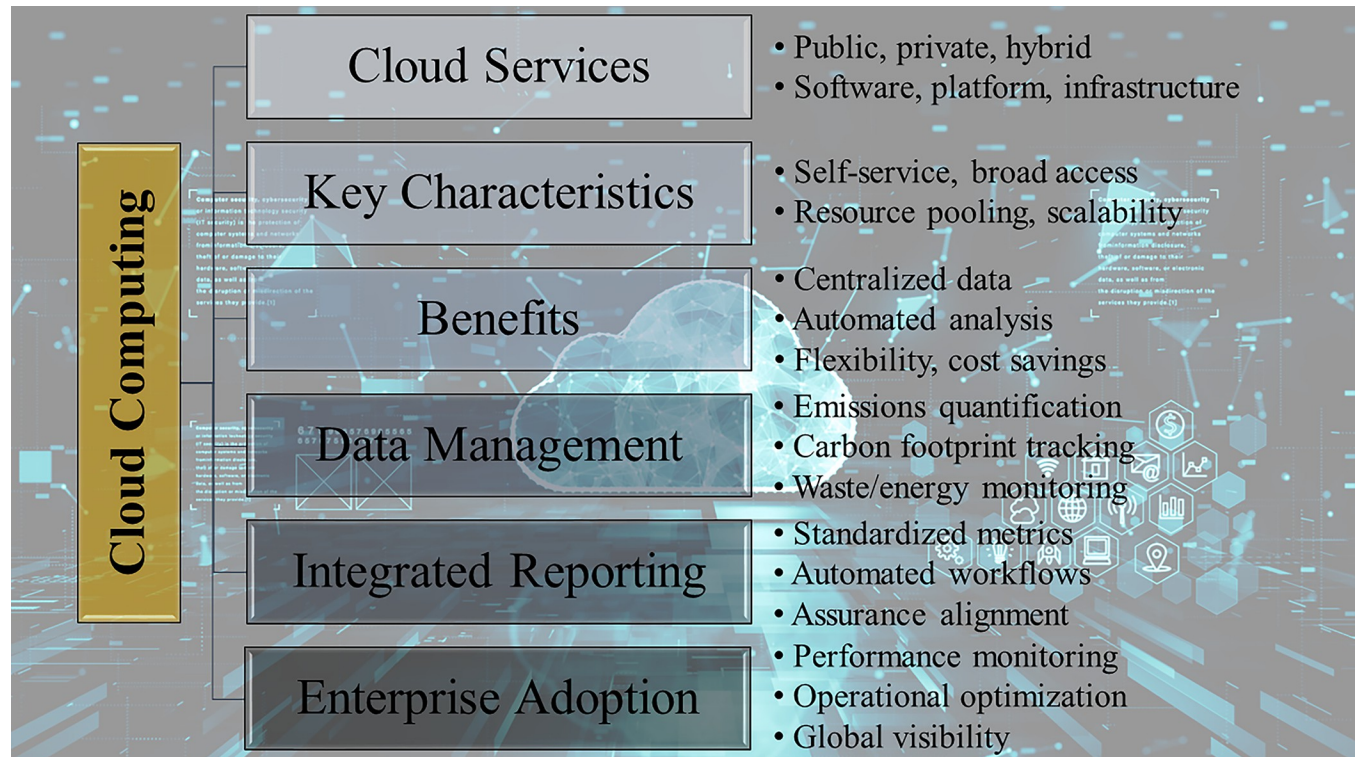 Cloud Computing
Cloud Services
• Public, private, hybrid
• Software, platform, infrastructure
Key Characteristics
• Self-service, broad access
• Resource pooling, scalability
Benefits
• Centralized data
• Automated analysis
• Flexibility, cost savings
Data Management
• Emissions quantification
• Carbon footprint tracking
• Waste/energy monitoring
Integrated Reporting
• Standardized metrics
• Automated workflows
• Assurance alignment
Enterprise Adoption
• Performance monitoring
• Operational optimization
• Global visibility